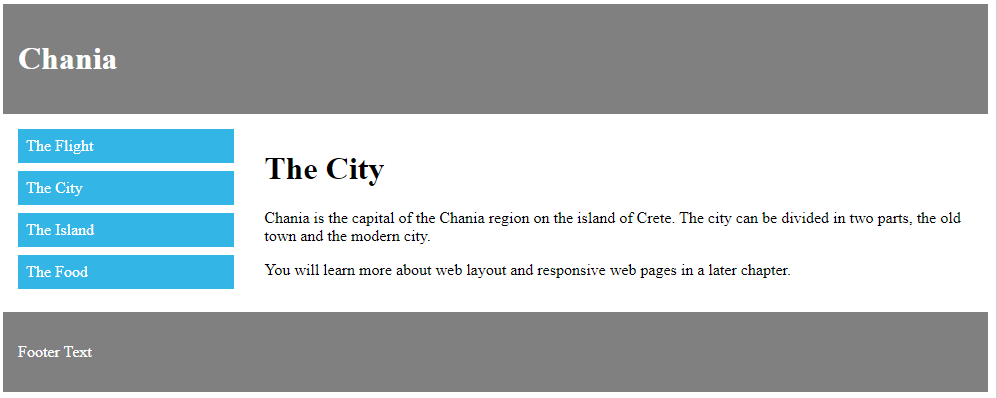 Chania
The Flight
The City
The Island
The Food
The City
Chania is the capital of the Chania region on the island of Crete. The city can be divided in two parts, the old
town and the modern city.
You will learn more about web layout and responsive web pages in a later chapter.
Footer Text